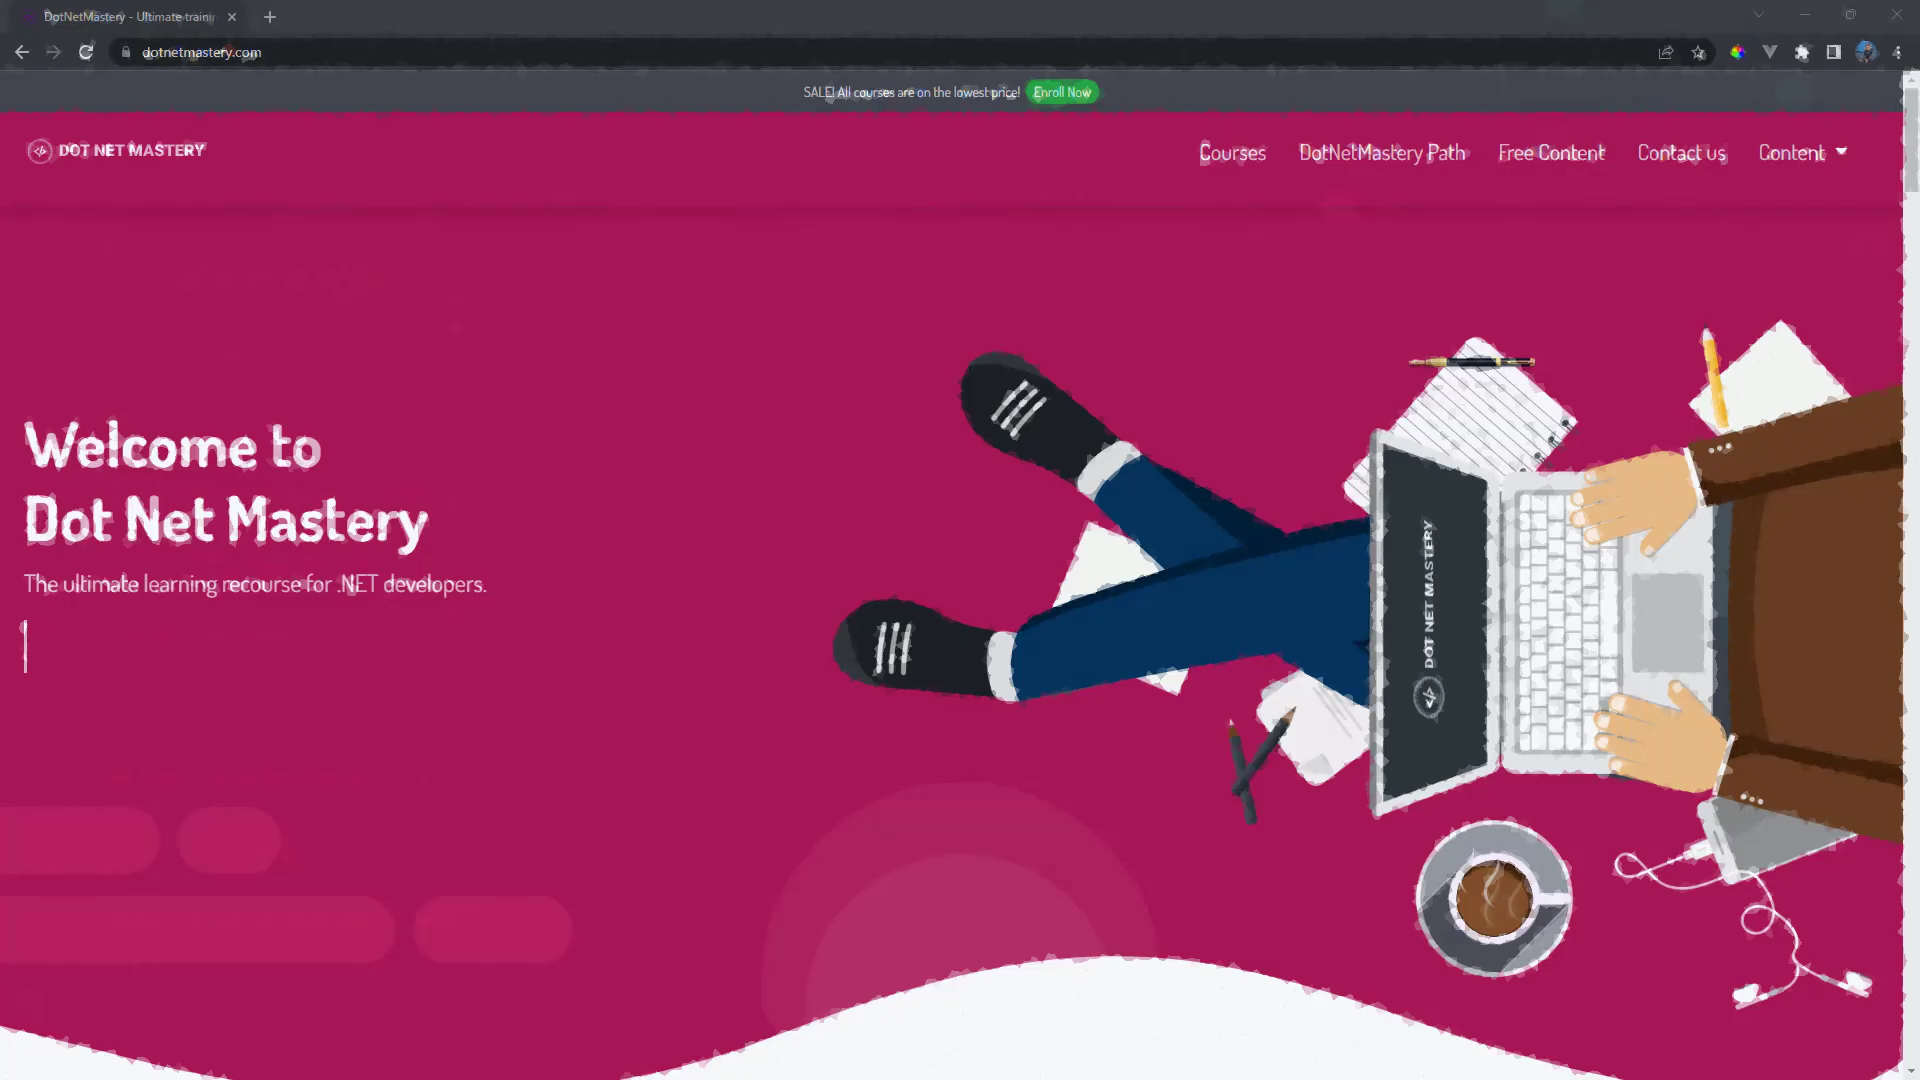 DotNetMastery - Ultimate traini
dotnetmastery.com
SALE! All courses are on the lowest price! Enroll Now
DOT NET MASTERY
Courses DotNetMastery Path Free Content Contact us Content
Welcome to
Dot Net Mastery
The ultimate learning recourse for .NET developers.
DOT NET MASTERY